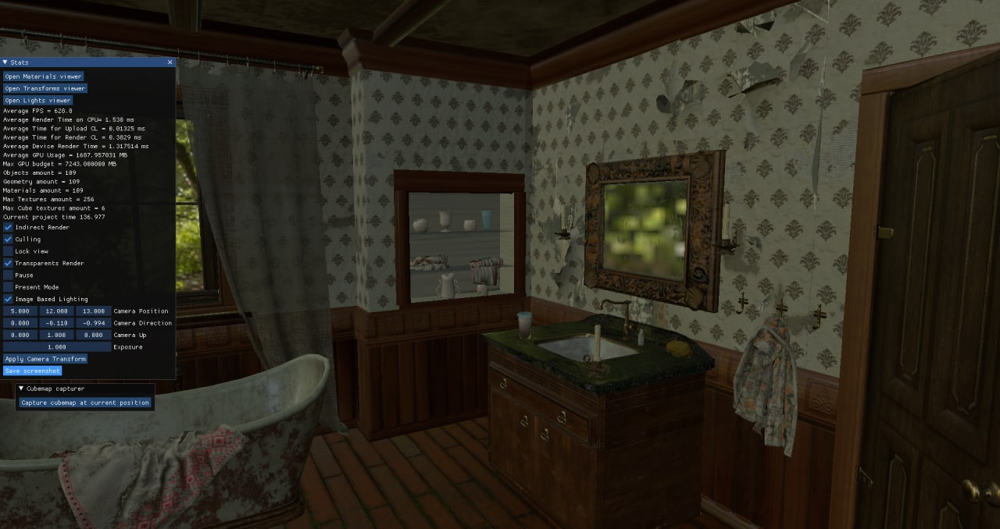 Stats
Open Materials viewer
Open Transforms viewer
Open Lights viewer
Average FPS = 628.8
Average Render Time on CPU= 1.530 ms
Average Time for Upload CL = 0.01325 ms
Average Time for Render CL = 0.3829 ms
Average Device Render Time = 1.317514 ms
Average GPU Usage = 1687.957031 MB
Max GPU budget = 7243.000000 MB
Objects amount = 109
Geometry amount = 109
Materials amount = 109
Max Textures amount = 256
Max Cube textures amount = 6
Current project time 136.977
Indirect Render
Culling
Lock view
Transparents Render
Pause
Present Mode
Image Based Lighting
5.000 12.000 13.000 Camera Position
0.000 -0.110 -0.994 Camera Direction
0.000 1.000 0.000 Camera Up
1.000 Exposure
Apply Camera Transform
Save screenshot
Cubemap capturer
Capture cubemap at current position